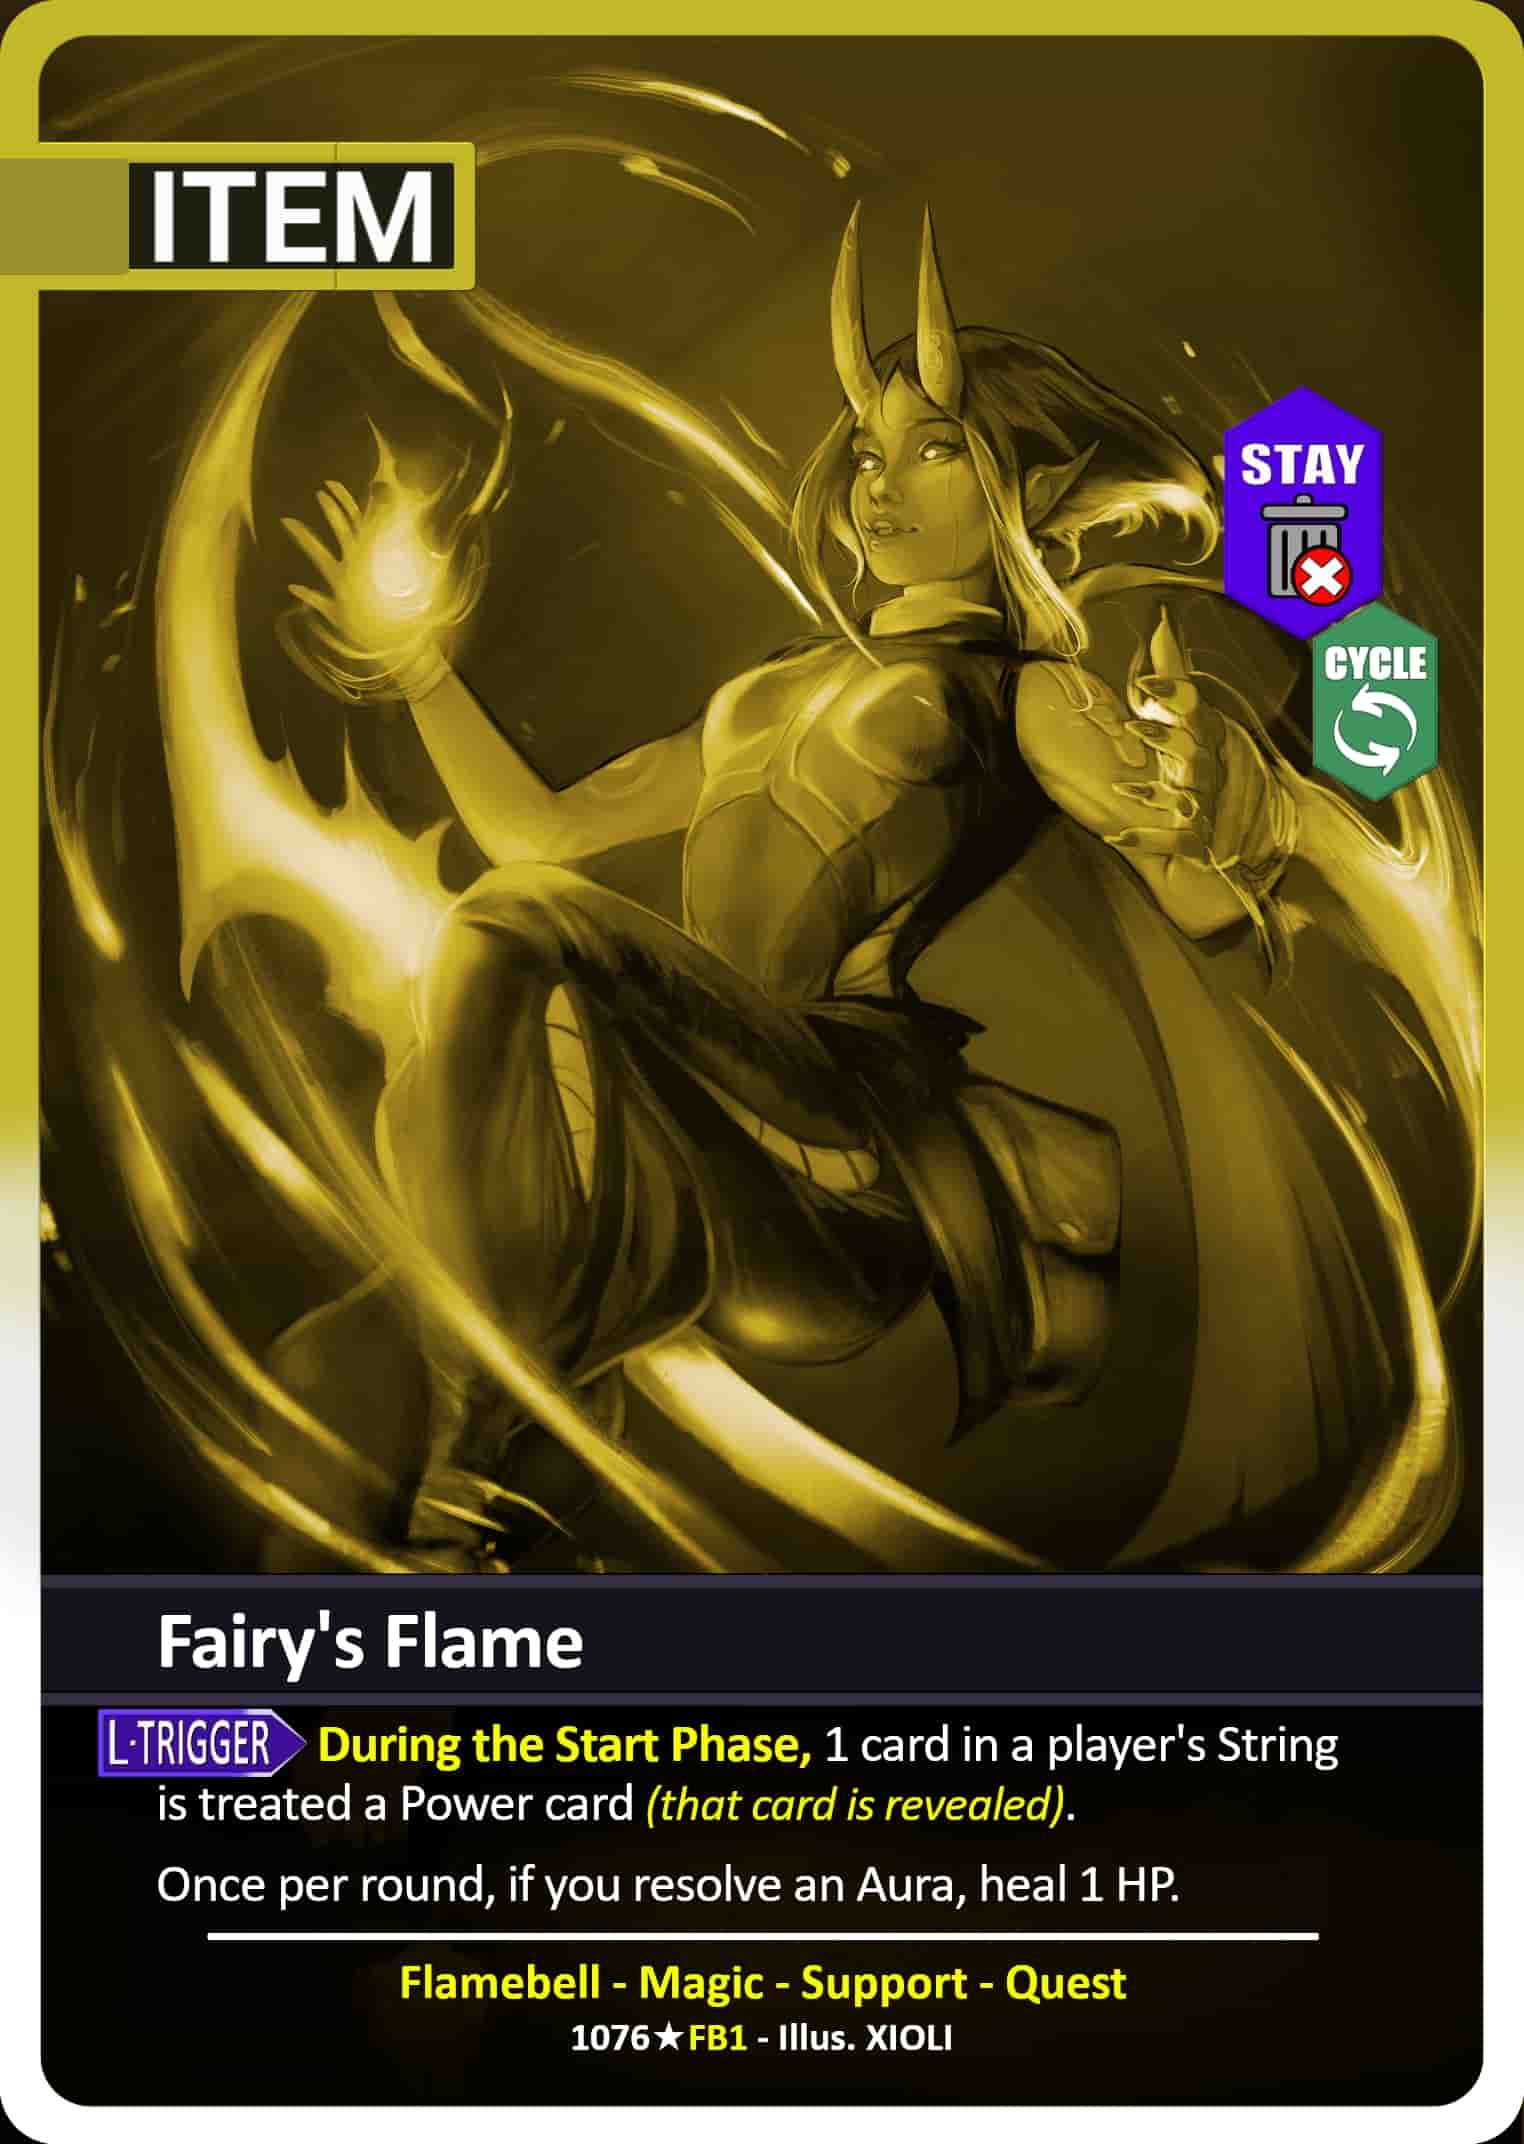 ITEM
STAY
CYCLE
Fairy's Flame
L·TRIGGER During the Start Phase, 1 card in a player's String
is treated a Power card (that card is revealed).
Once per round, if you resolve an Aura, heal 1 HP.
Flamebell - Magic - Support - Quest
1076★FB1 - Illus. XIOLI